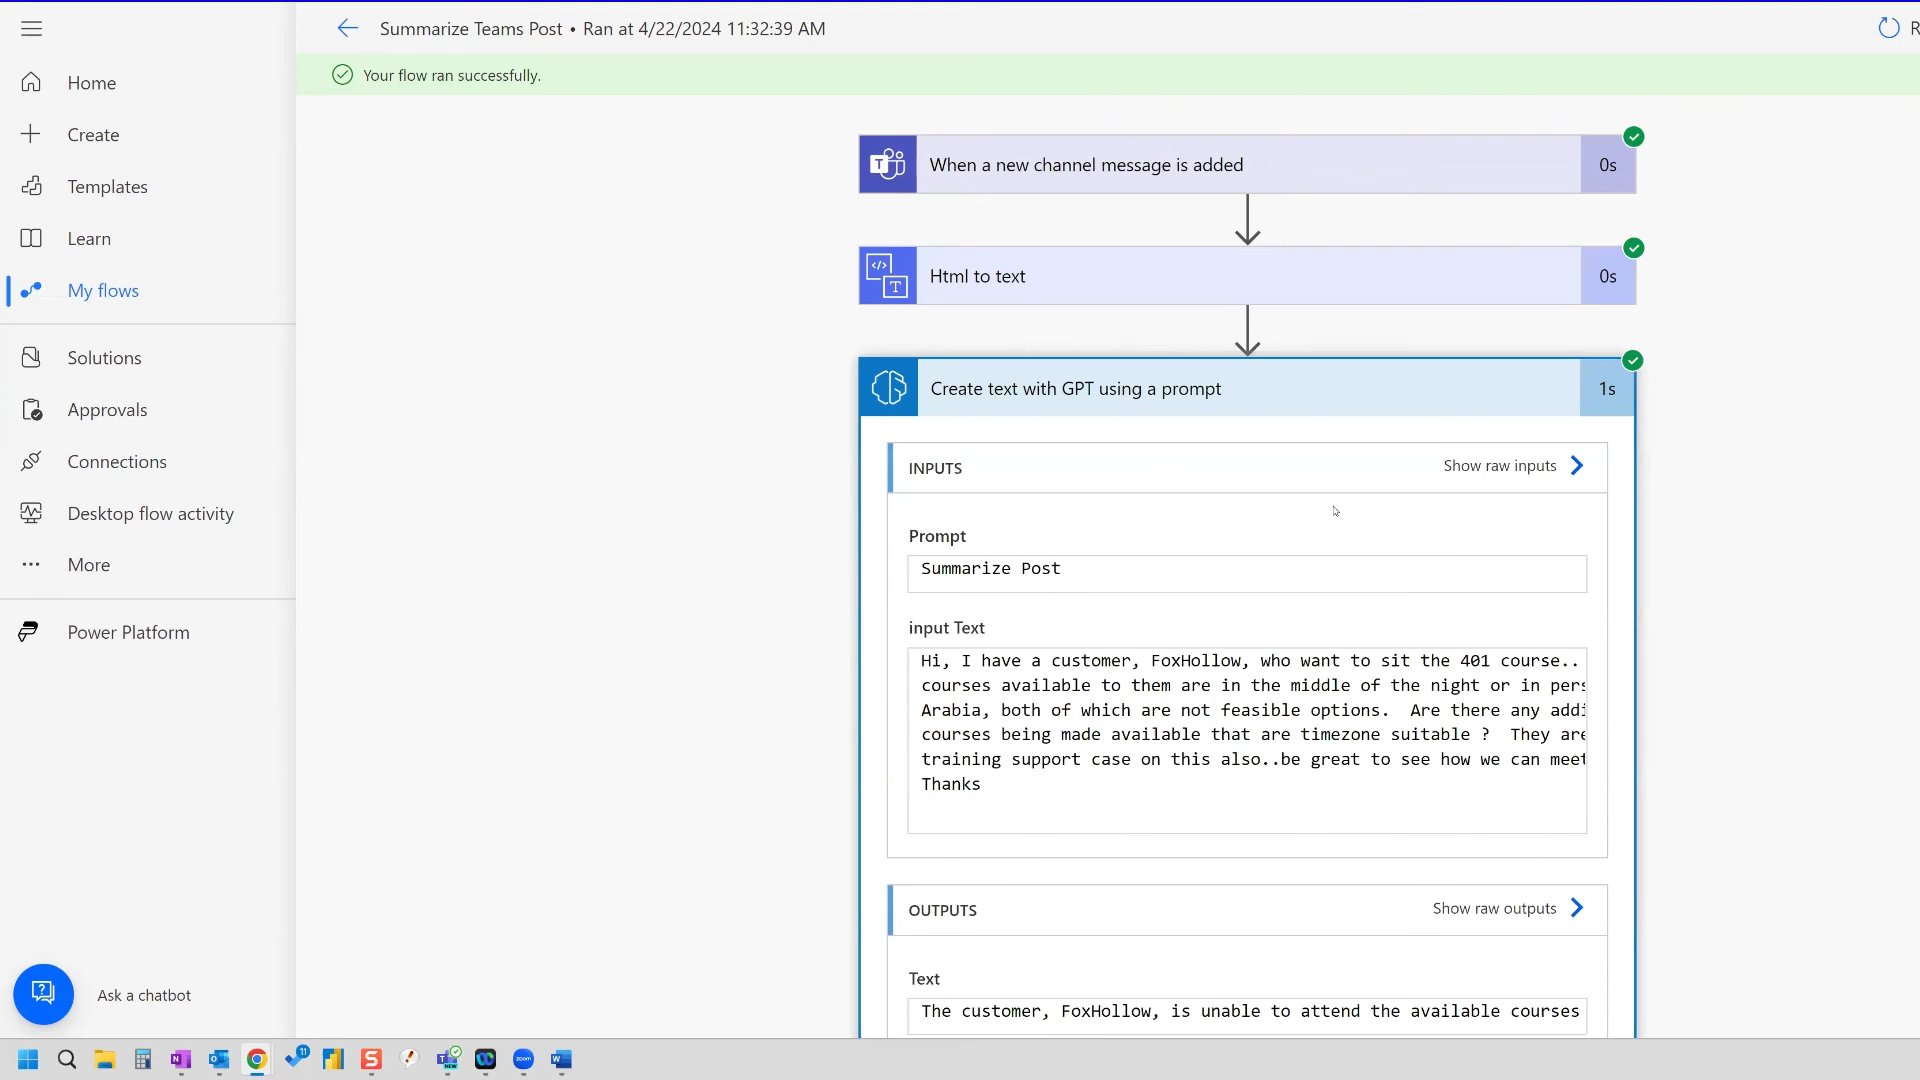 Summarize Teams Post • Ran at 4/22/2024 11:32:39 AM
R
Your flow ran successfully.
Home
Create
Templates
Learn
My flows
Solutions
Approvals
Connections
Desktop flow activity
More
Power Platform
Ask a chatbot
T
When a new channel message is added
0s
</>
T
Html to text
0s
Create text with GPT using a prompt
1s
INPUTS
Show raw inputs
Prompt
Summarize Post
input Text
Hi, I have a customer, FoxHollow, who want to sit the 401 course..
courses available to them are in the middle of the night or in pers
Arabia, both of which are not feasible options. Are there any addi
courses being made available that are timezone suitable ? They are
training support case on this also..be great to see how we can meet
Thanks
OUTPUTS
Show raw outputs
Text
The customer, FoxHollow, is unable to attend the available courses
N
11
S
T
NEW
zoom
W